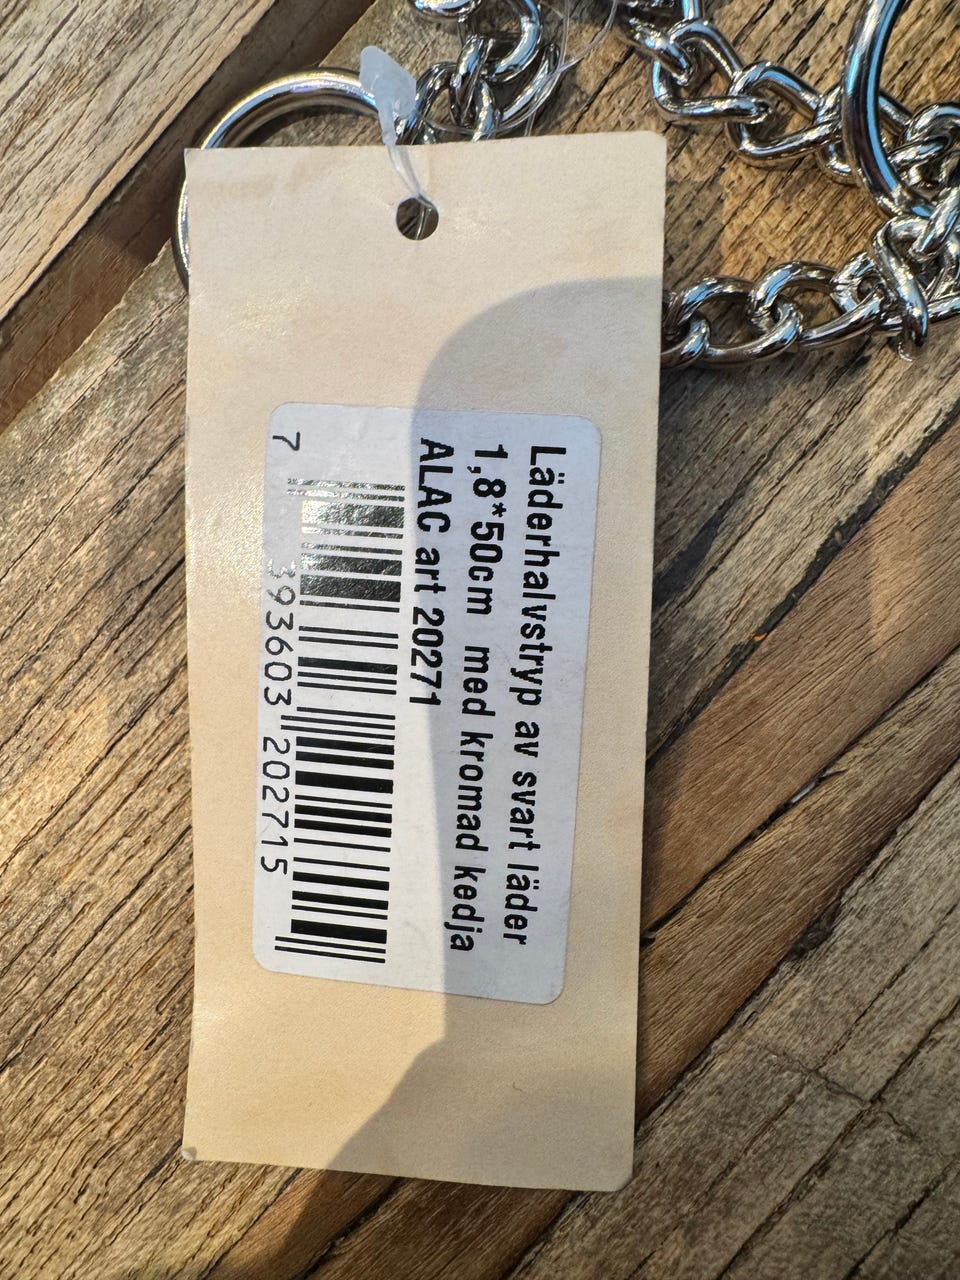 Läderhalvstryp av svart läder
1,8*50cm med kromad kedja
ALAC art 20271
7 393603 202715